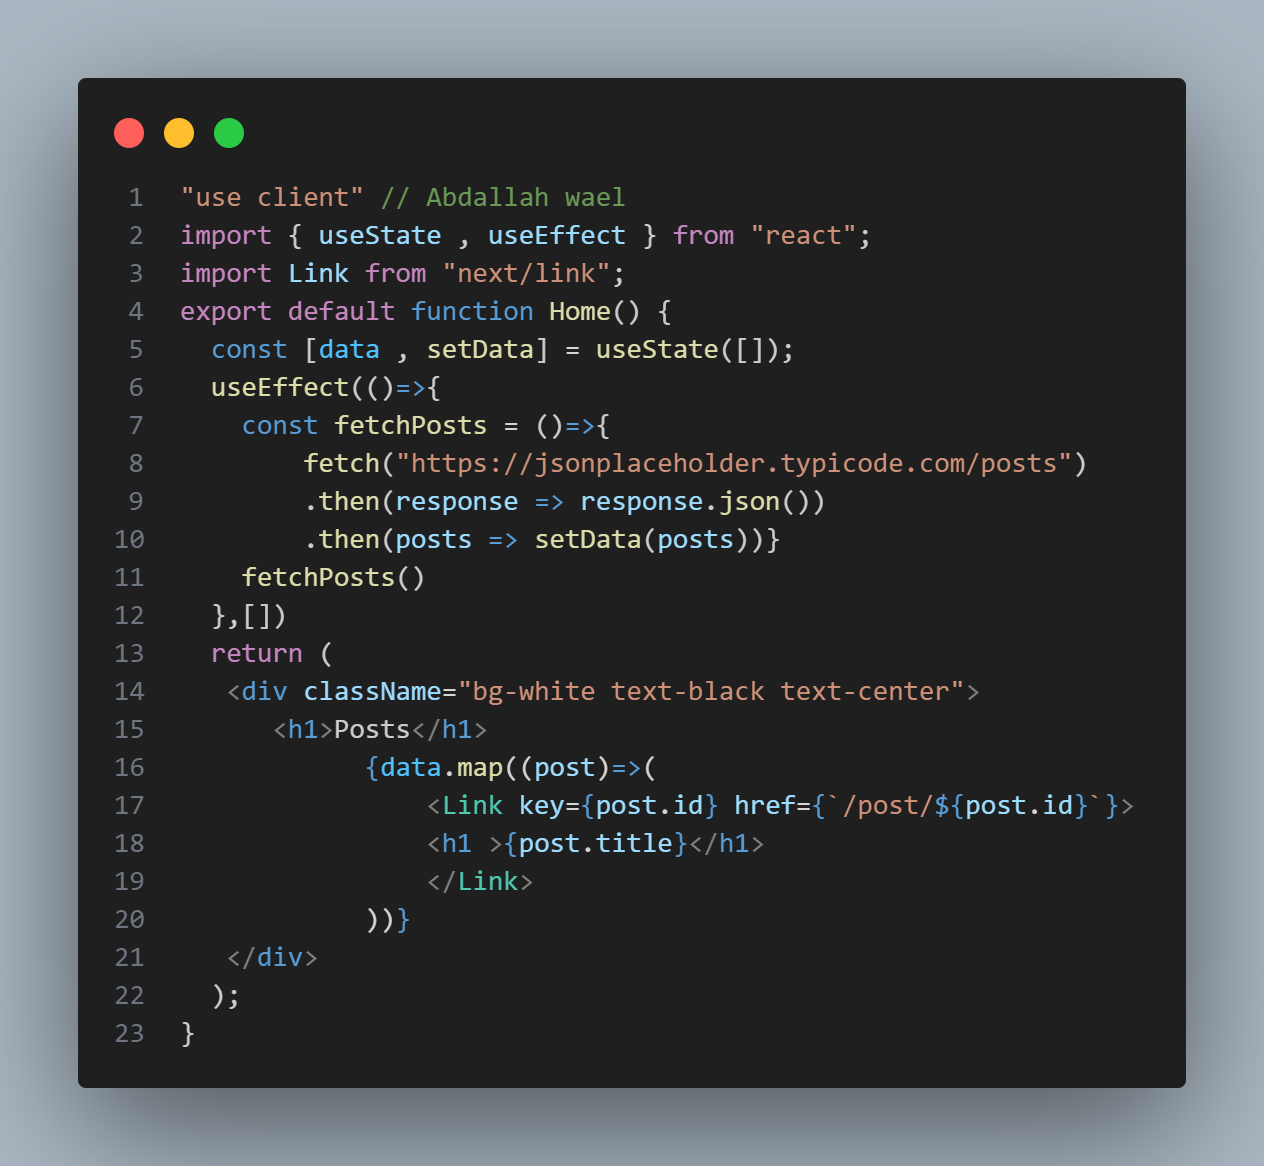 1 "use client" // Abdallah wael
2 import { useState , useEffect } from "react";
3 import Link from "next/link";
4 export default function Home() {
5   const [data , setData] = useState([]);
6   useEffect(()=>{
7     const fetchPosts = ()=>{
8         fetch("https://jsonplaceholder.typicode.com/posts")
9         .then(response => response.json())
10         .then(posts => setData(posts))}
11     fetchPosts()
12   },[])
13   return (
14    <div className="bg-white text-black text-center">
15       <h1>Posts</h1>
16             {data.map((post)=>(
17                 <Link key={post.id} href={`/post/${post.id}`}>
18                 <h1 >{post.title}</h1>
19                 </Link>
20             ))}
21    </div>
22   );
23 }